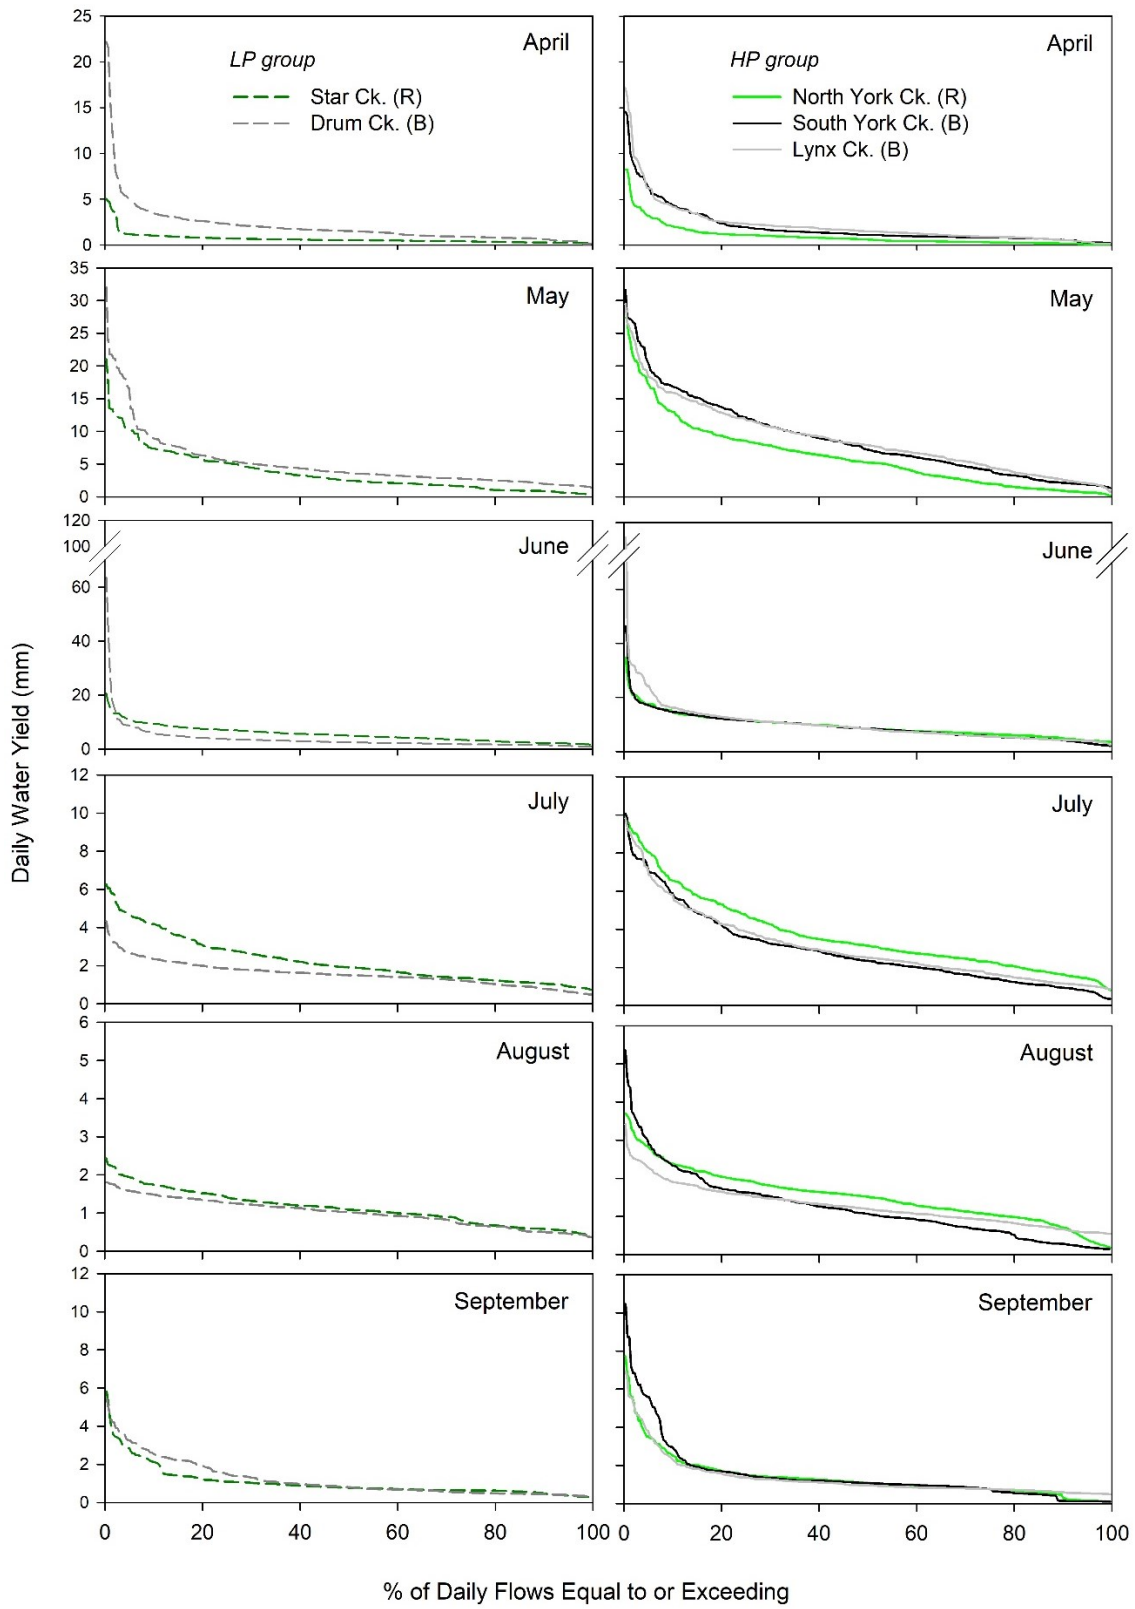 25
20
15
10
5
0
April
LP group
Star Ck. (R)
Drum Ck. (B)
April
HP group
North York Ck. (R)
South York Ck. (B)
Lynx Ck. (B)
35
30
25
20
15
10
5
0
May
May
120
100
60
40
20
0
June
June
Daily Water Yield (mm)
12
10
8
6
4
2
0
July
July
6
5
4
3
2
1
0
August
August
12
10
8
6
4
2
0
September
September
0 20 40 60 80 100 0 20 40 60 80 100
% of Daily Flows Equal to or Exceeding